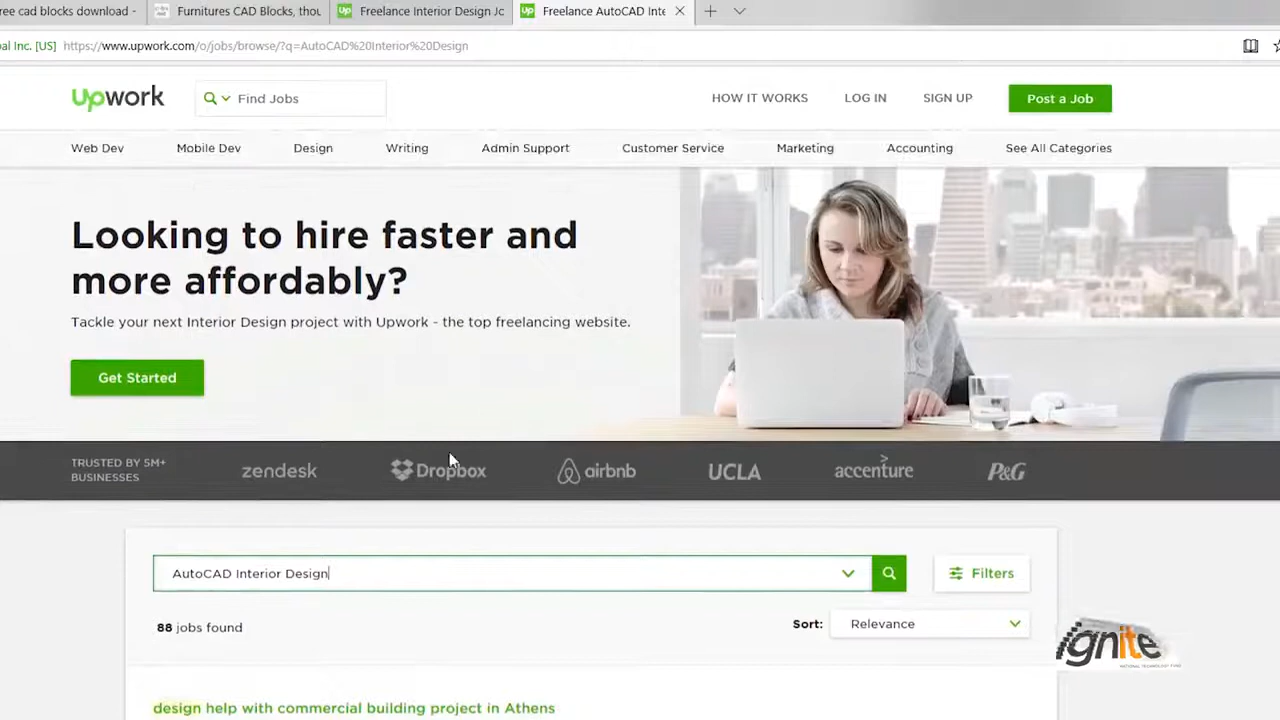 ree cad blocks download -
Furnitures CAD Blocks, thou
Freelance Interior Design Jc
Freelance AutoCAD Inte
al Inc. [US] https://www.upwork.com/o/jobs/browse/?q=AutoCAD%20Interior%20Design
upwork
Find Jobs
HOW IT WORKS
LOG IN
SIGN UP
Post a Job
Web Dev
Mobile Dev
Design
Writing
Admin Support
Customer Service
Marketing
Accounting
See All Categories
Looking to hire faster and
more affordably?
Tackle your next Interior Design project with Upwork - the top freelancing website.
Get Started
TRUSTED BY 5M+
BUSINESSES
zendesk
Dropbox
airbnb
UCLA
accenture
P&G
AutoCAD Interior Design
Filters
88 jobs found
Sort:
Relevance
ignite
NATIONAL TECHNOLOGY FUND
design help with commercial building project in Athens